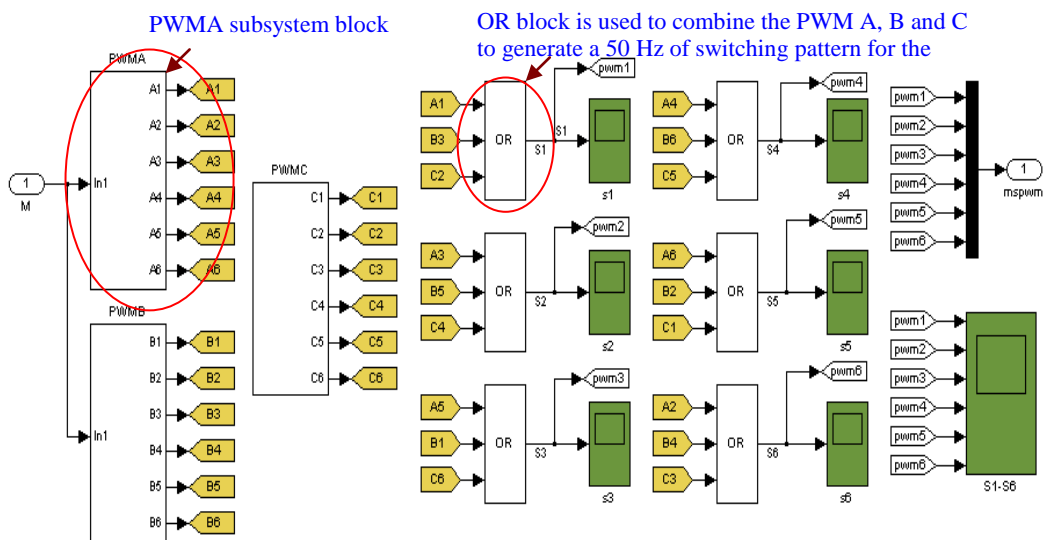 PWMA subsystem block
OR block is used to combine the PWM A, B and C
to generate a 50 Hz of switching pattern for the
PWMA
In1
A1
A2
A3
A4
A5
A6
A1
A2
A3
A4
A5
A6
1
M
PWMB
In1
B1
B2
B3
B4
B5
B6
B1
B2
B3
B4
B5
B6
PWMC
C1
C2
C3
C4
C5
C6
C1
C2
C3
C4
C5
C6
A1
B3
C2
OR
S1
S1
pwm1
s1
A3
B5
C4
OR
S2
pwm2
s2
A5
B1
C6
OR
S3
pwm3
s3
A4
B6
C5
OR
S4
pwm4
s4
A6
B2
C1
OR
S5
pwm5
s5
A2
B4
C3
OR
S6
pwm6
s6
pwm1
pwm2
pwm3
pwm4
pwm5
pwm6
1
mspwm
pwm1
pwm2
pwm3
pwm4
pwm5
pwm6
S1-S6